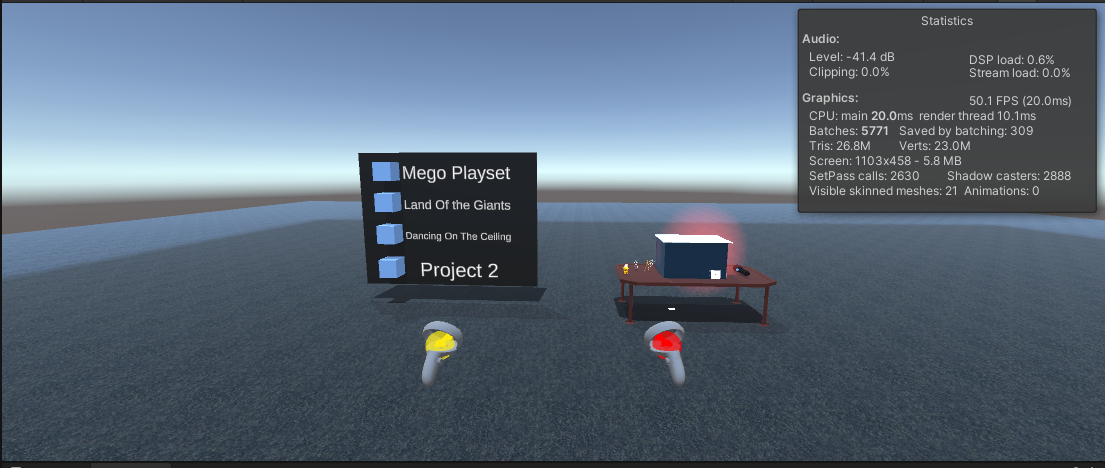 Statistics
Audio:
Level: -41.4 dB DSP load: 0.6%
Clipping: 0.0% Stream load: 0.0%
Graphics: 50.1 FPS (20.0ms)
CPU: main 20.0ms render thread 10.1ms
Batches: 5771 Saved by batching: 309
Tris: 26.8M Verts: 23.0M
Screen: 1103x458 - 5.8 MB
SetPass calls: 2630 Shadow casters: 2888
Visible skinned meshes: 21 Animations: 0
Mego Playset
Land Of the Giants
Dancing On The Ceiling
Project 2